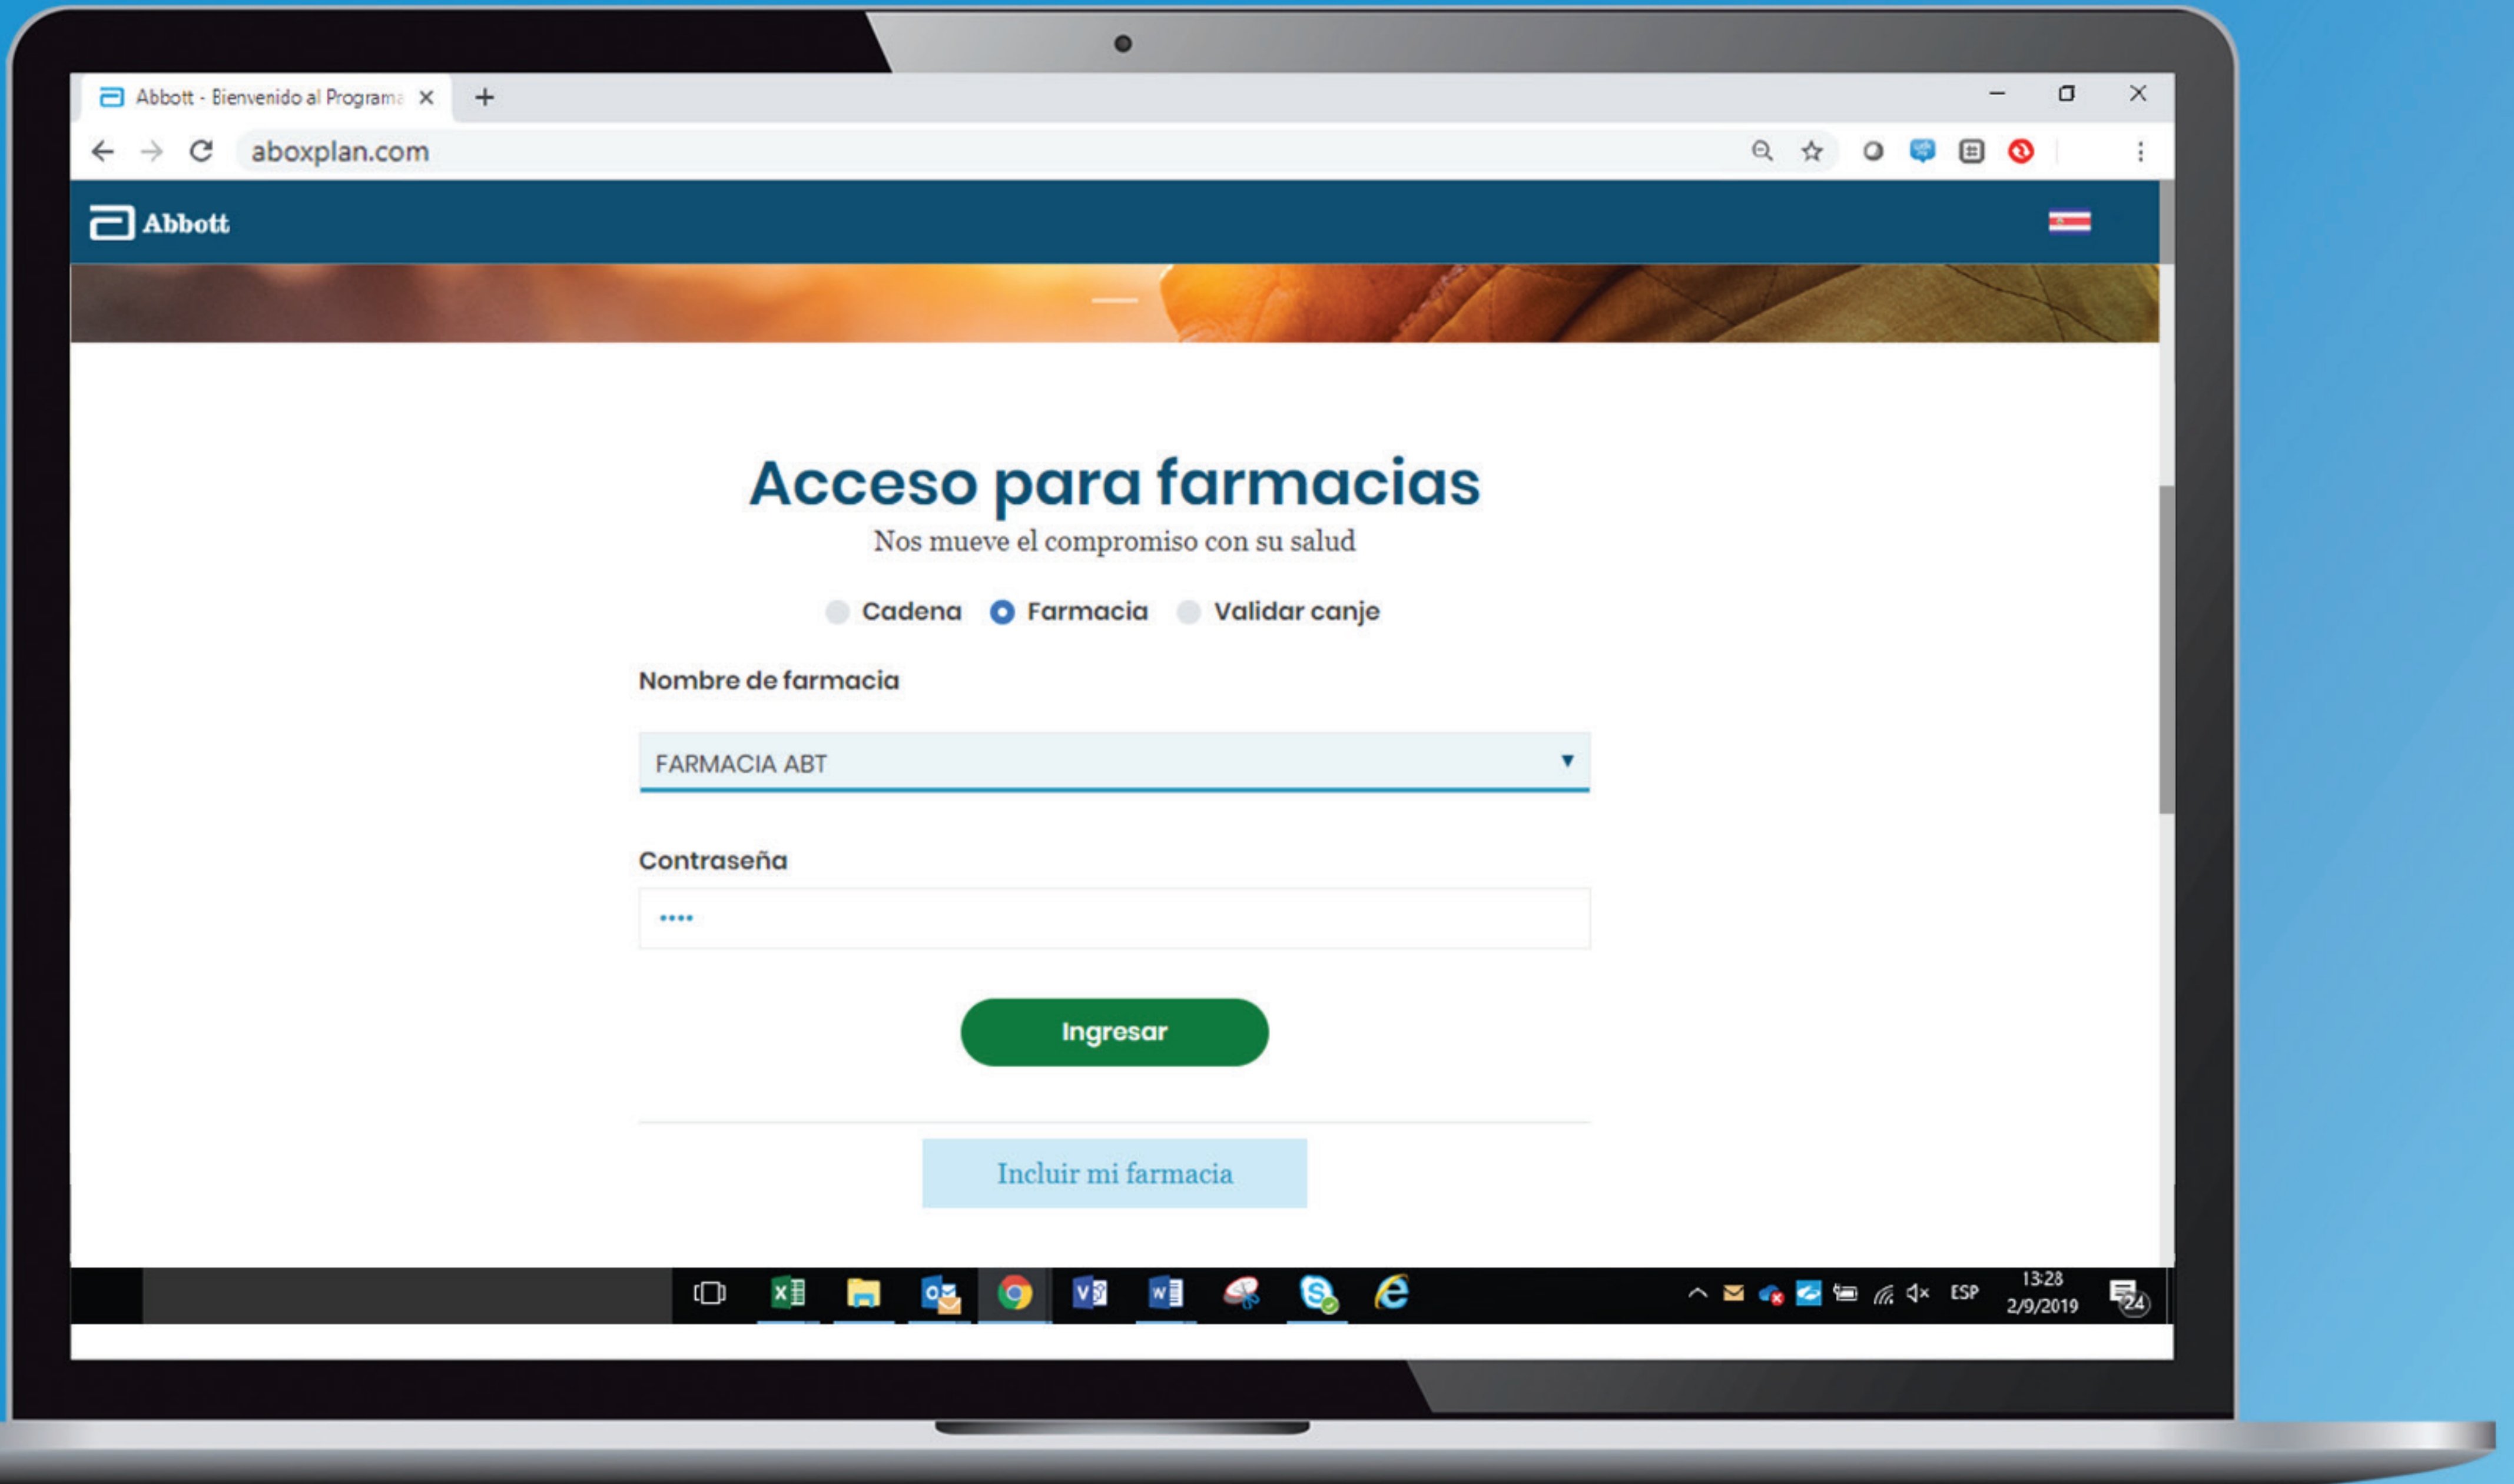 Abbott - Bienvenido al Programa
aboxplan.com
Abbott
Acceso para farmacias
Nos mueve el compromiso con su salud
Cadena Farmacia Validar canje
Nombre de farmacia
FARMACIA ABT
Contraseña
••••
Ingresar
Incluir mi farmacia
ESP
13:28
2/9/2019
24